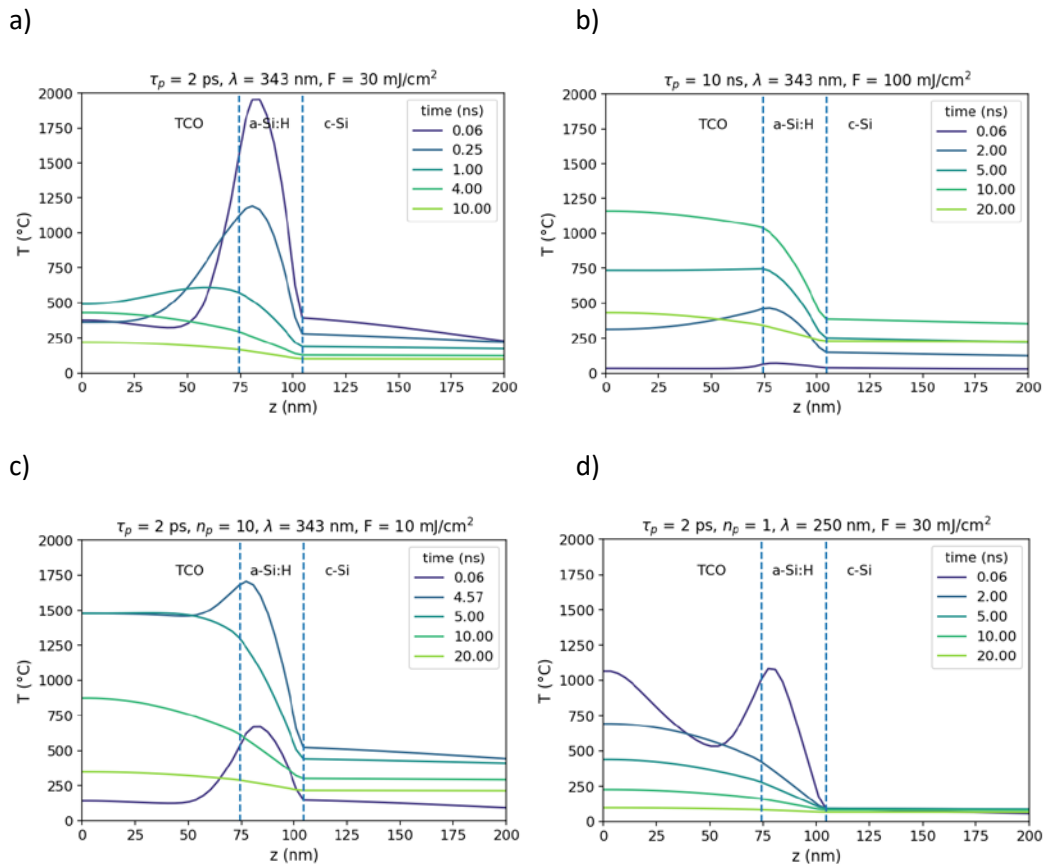 a)
τp = 2 ps, λ = 343 nm, F = 30 mJ/cm²
2000
1750
1500
1250
1000
750
500
250
0
T (°C)
TCO
a-Si:H
c-Si
time (ns)
0.06
0.25
1.00
4.00
10.00
0 25 50 75 100 125 150 175 200
z (nm)
b)
τp = 10 ns, λ = 343 nm, F = 100 mJ/cm²
2000
1750
1500
1250
1000
750
500
250
0
T (°C)
TCO
a-Si:H
c-Si
time (ns)
0.06
2.00
5.00
10.00
20.00
0 25 50 75 100 125 150 175 200
z (nm)
c)
τp = 2 ps, np = 10, λ = 343 nm, F = 10 mJ/cm²
2000
1750
1500
1250
1000
750
500
250
0
T (°C)
TCO
a-Si:H
c-Si
time (ns)
0.06
4.57
5.00
10.00
20.00
0 25 50 75 100 125 150 175 200
z (nm)
d)
τp = 2 ps, np = 1, λ = 250 nm, F = 30 mJ/cm²
2000
1750
1500
1250
1000
750
500
250
0
T (°C)
TCO
a-Si:H
c-Si
time (ns)
0.06
2.00
5.00
10.00
20.00
0 25 50 75 100 125 150 175 200
z (nm)